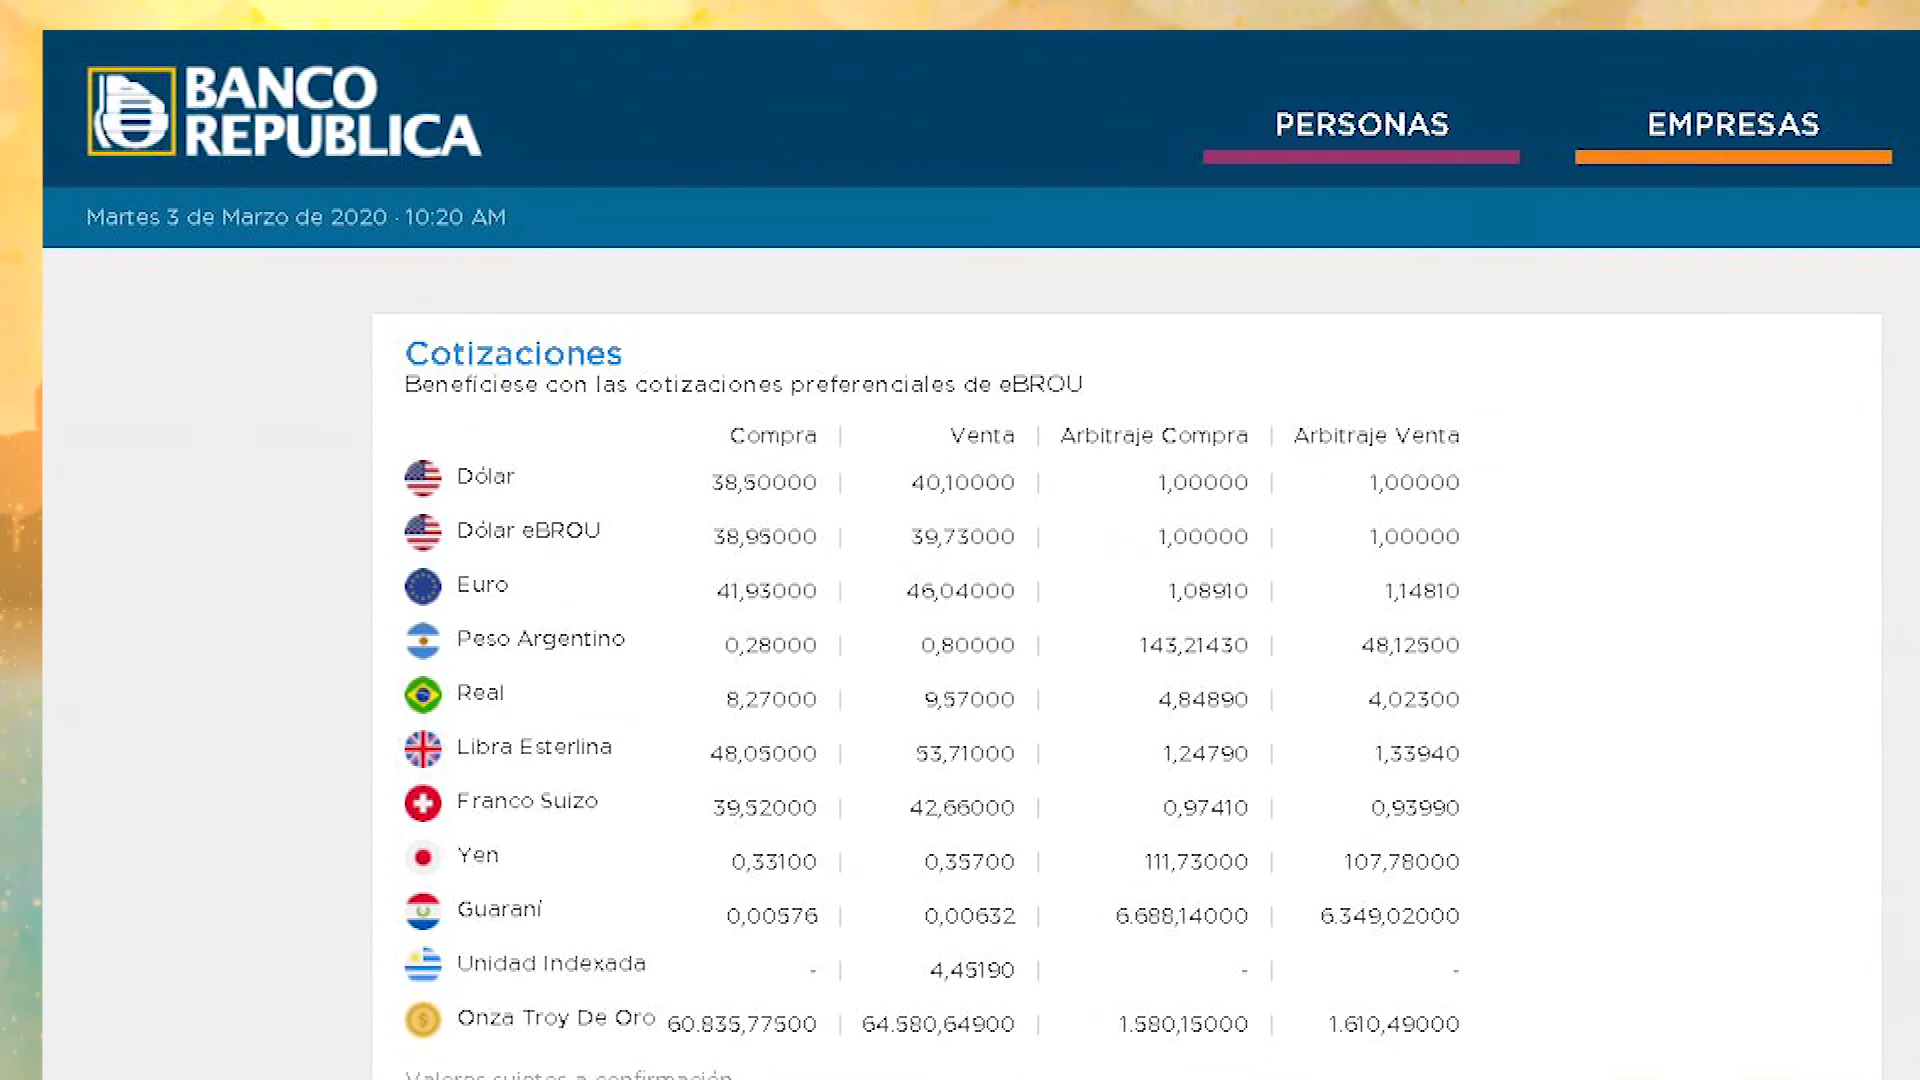 BANCO
REPUBLICA
PERSONAS EMPRESAS
Martes 3 de Marzo de 2020 · 10:20 AM
Cotizaciones
Benefíciese con las cotizaciones preferenciales de eBROU
Compra | Venta | Arbitraje Compra | Arbitraje Venta
Dólar 38,50000 | 40,10000 | 1,00000 | 1,00000
Dólar eBROU 38,95000 | 39,73000 | 1,00000 | 1,00000
Euro 41,93000 | 46,04000 | 1,08910 | 1,14810
Peso Argentino 0,28000 | 0,80000 | 143,21430 | 48,12500
Real 8,27000 | 9,57000 | 4,84890 | 4,02300
Libra Esterlina 48,05000 | 53,71000 | 1,24790 | 1,33940
Franco Suizo 39,52000 | 42,66000 | 0,97410 | 0,93990
Yen 0,33100 | 0,35700 | 111,73000 | 107,78000
Guaraní 0,00576 | 0,00632 | 6.688,14000 | 6.349,02000
Unidad Indexada - | 4,45190 | - | -
Onza Troy De Oro 60.835,77500 | 64.580,64900 | 1.580,15000 | 1.610,49000
Valores sujetos a confirmación